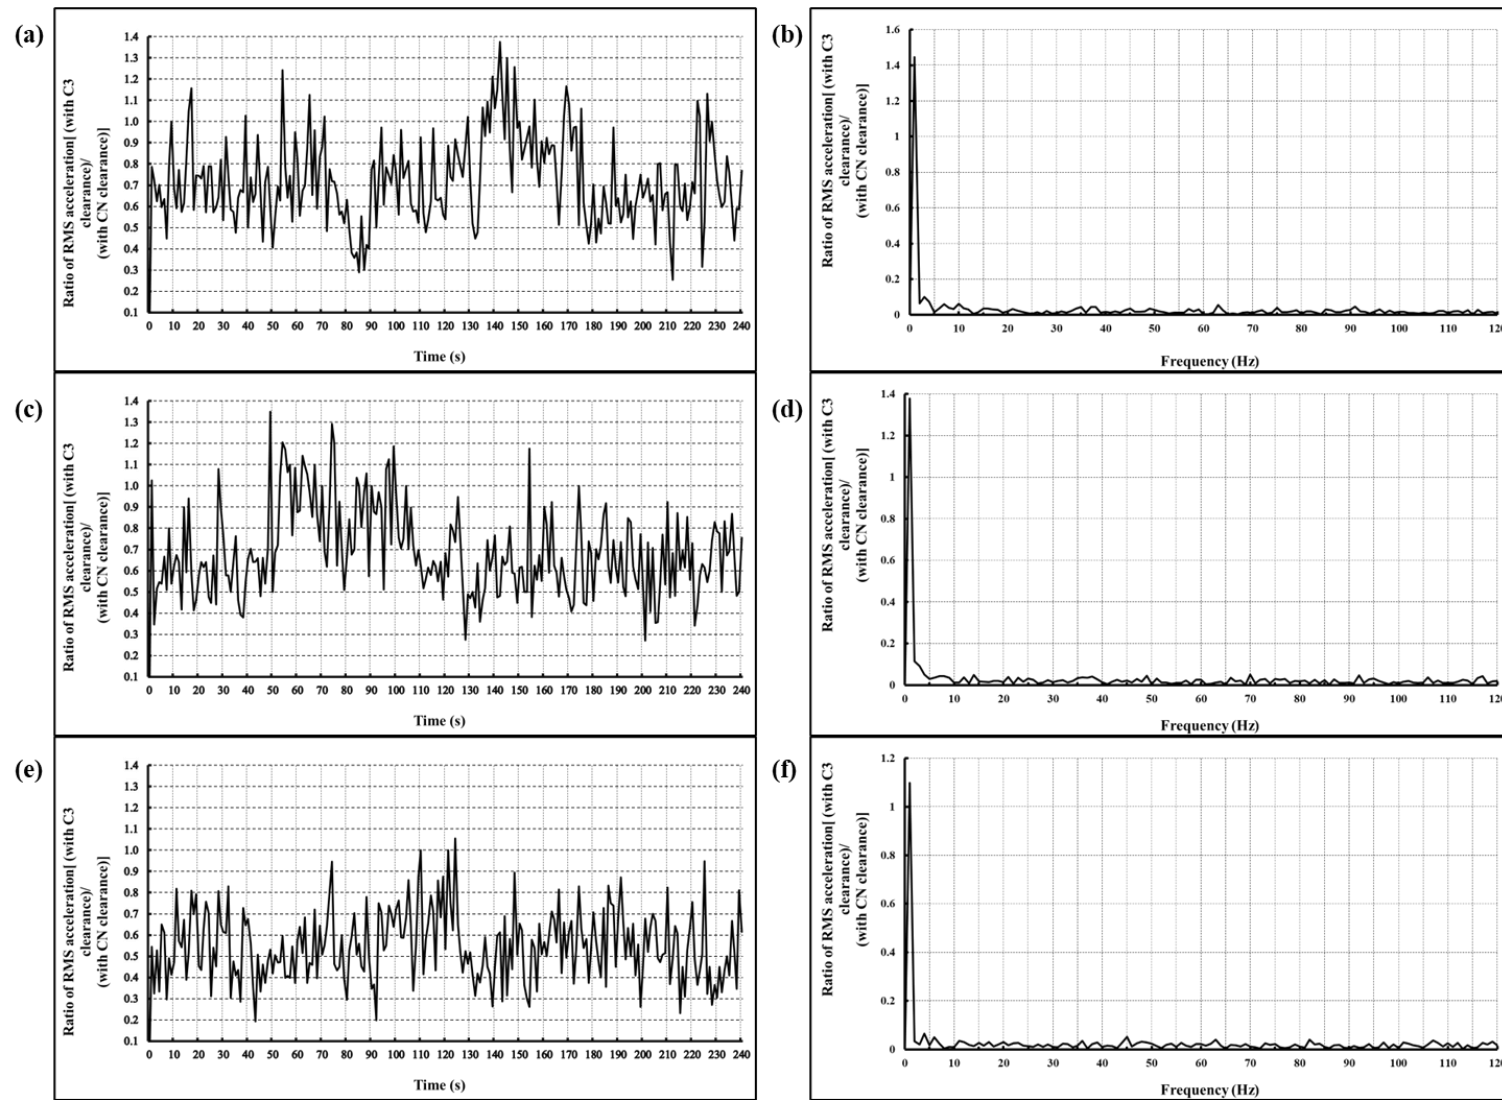 (a)
Ratio of RMS acceleration[ (with C3
clearance)/
(with CN clearance)]
1.4
1.3
1.2
1.1
1.0
0.9
0.8
0.7
0.6
0.5
0.4
0.3
0.2
0.1
0 10 20 30 40 50 60 70 80 90 100 110 120 130 140 150 160 170 180 190 200 210 220 230 240
Time (s)
(b)
Ratio of RMS acceleration[ (with C3
clearance)/
(with CN clearance)]
1.6
1.4
1.2
1
0.8
0.6
0.4
0.2
0
0 10 20 30 40 50 60 70 80 90 100 110 120
Frequency (Hz)
(c)
Ratio of RMS acceleration[ (with C3
clearance)/
(with CN clearance)]
1.4
1.3
1.2
1.1
1.0
0.9
0.8
0.7
0.6
0.5
0.4
0.3
0.2
0.1
0 10 20 30 40 50 60 70 80 90 100 110 120 130 140 150 160 170 180 190 200 210 220 230 240
Time (s)
(d)
Ratio of RMS acceleration[ (with C3
clearance)/
(with CN clearance)]
1.4
1.2
1
0.8
0.6
0.4
0.2
0
0 10 20 30 40 50 60 70 80 90 100 110 120
Frequency (Hz)
(e)
Ratio of RMS acceleration[ (with C3
clearance)/
(with CN clearance)]
1.4
1.3
1.2
1.1
1.0
0.9
0.8
0.7
0.6
0.5
0.4
0.3
0.2
0.1
0 10 20 30 40 50 60 70 80 90 100 110 120 130 140 150 160 170 180 190 200 210 220 230 240
Time (s)
(f)
Ratio of RMS acceleration[ (with C3
clearance)/
(with CN clearance)]
1.2
1
0.8
0.6
0.4
0.2
0
0 10 20 30 40 50 60 70 80 90 100 110 120
Frequency (Hz)